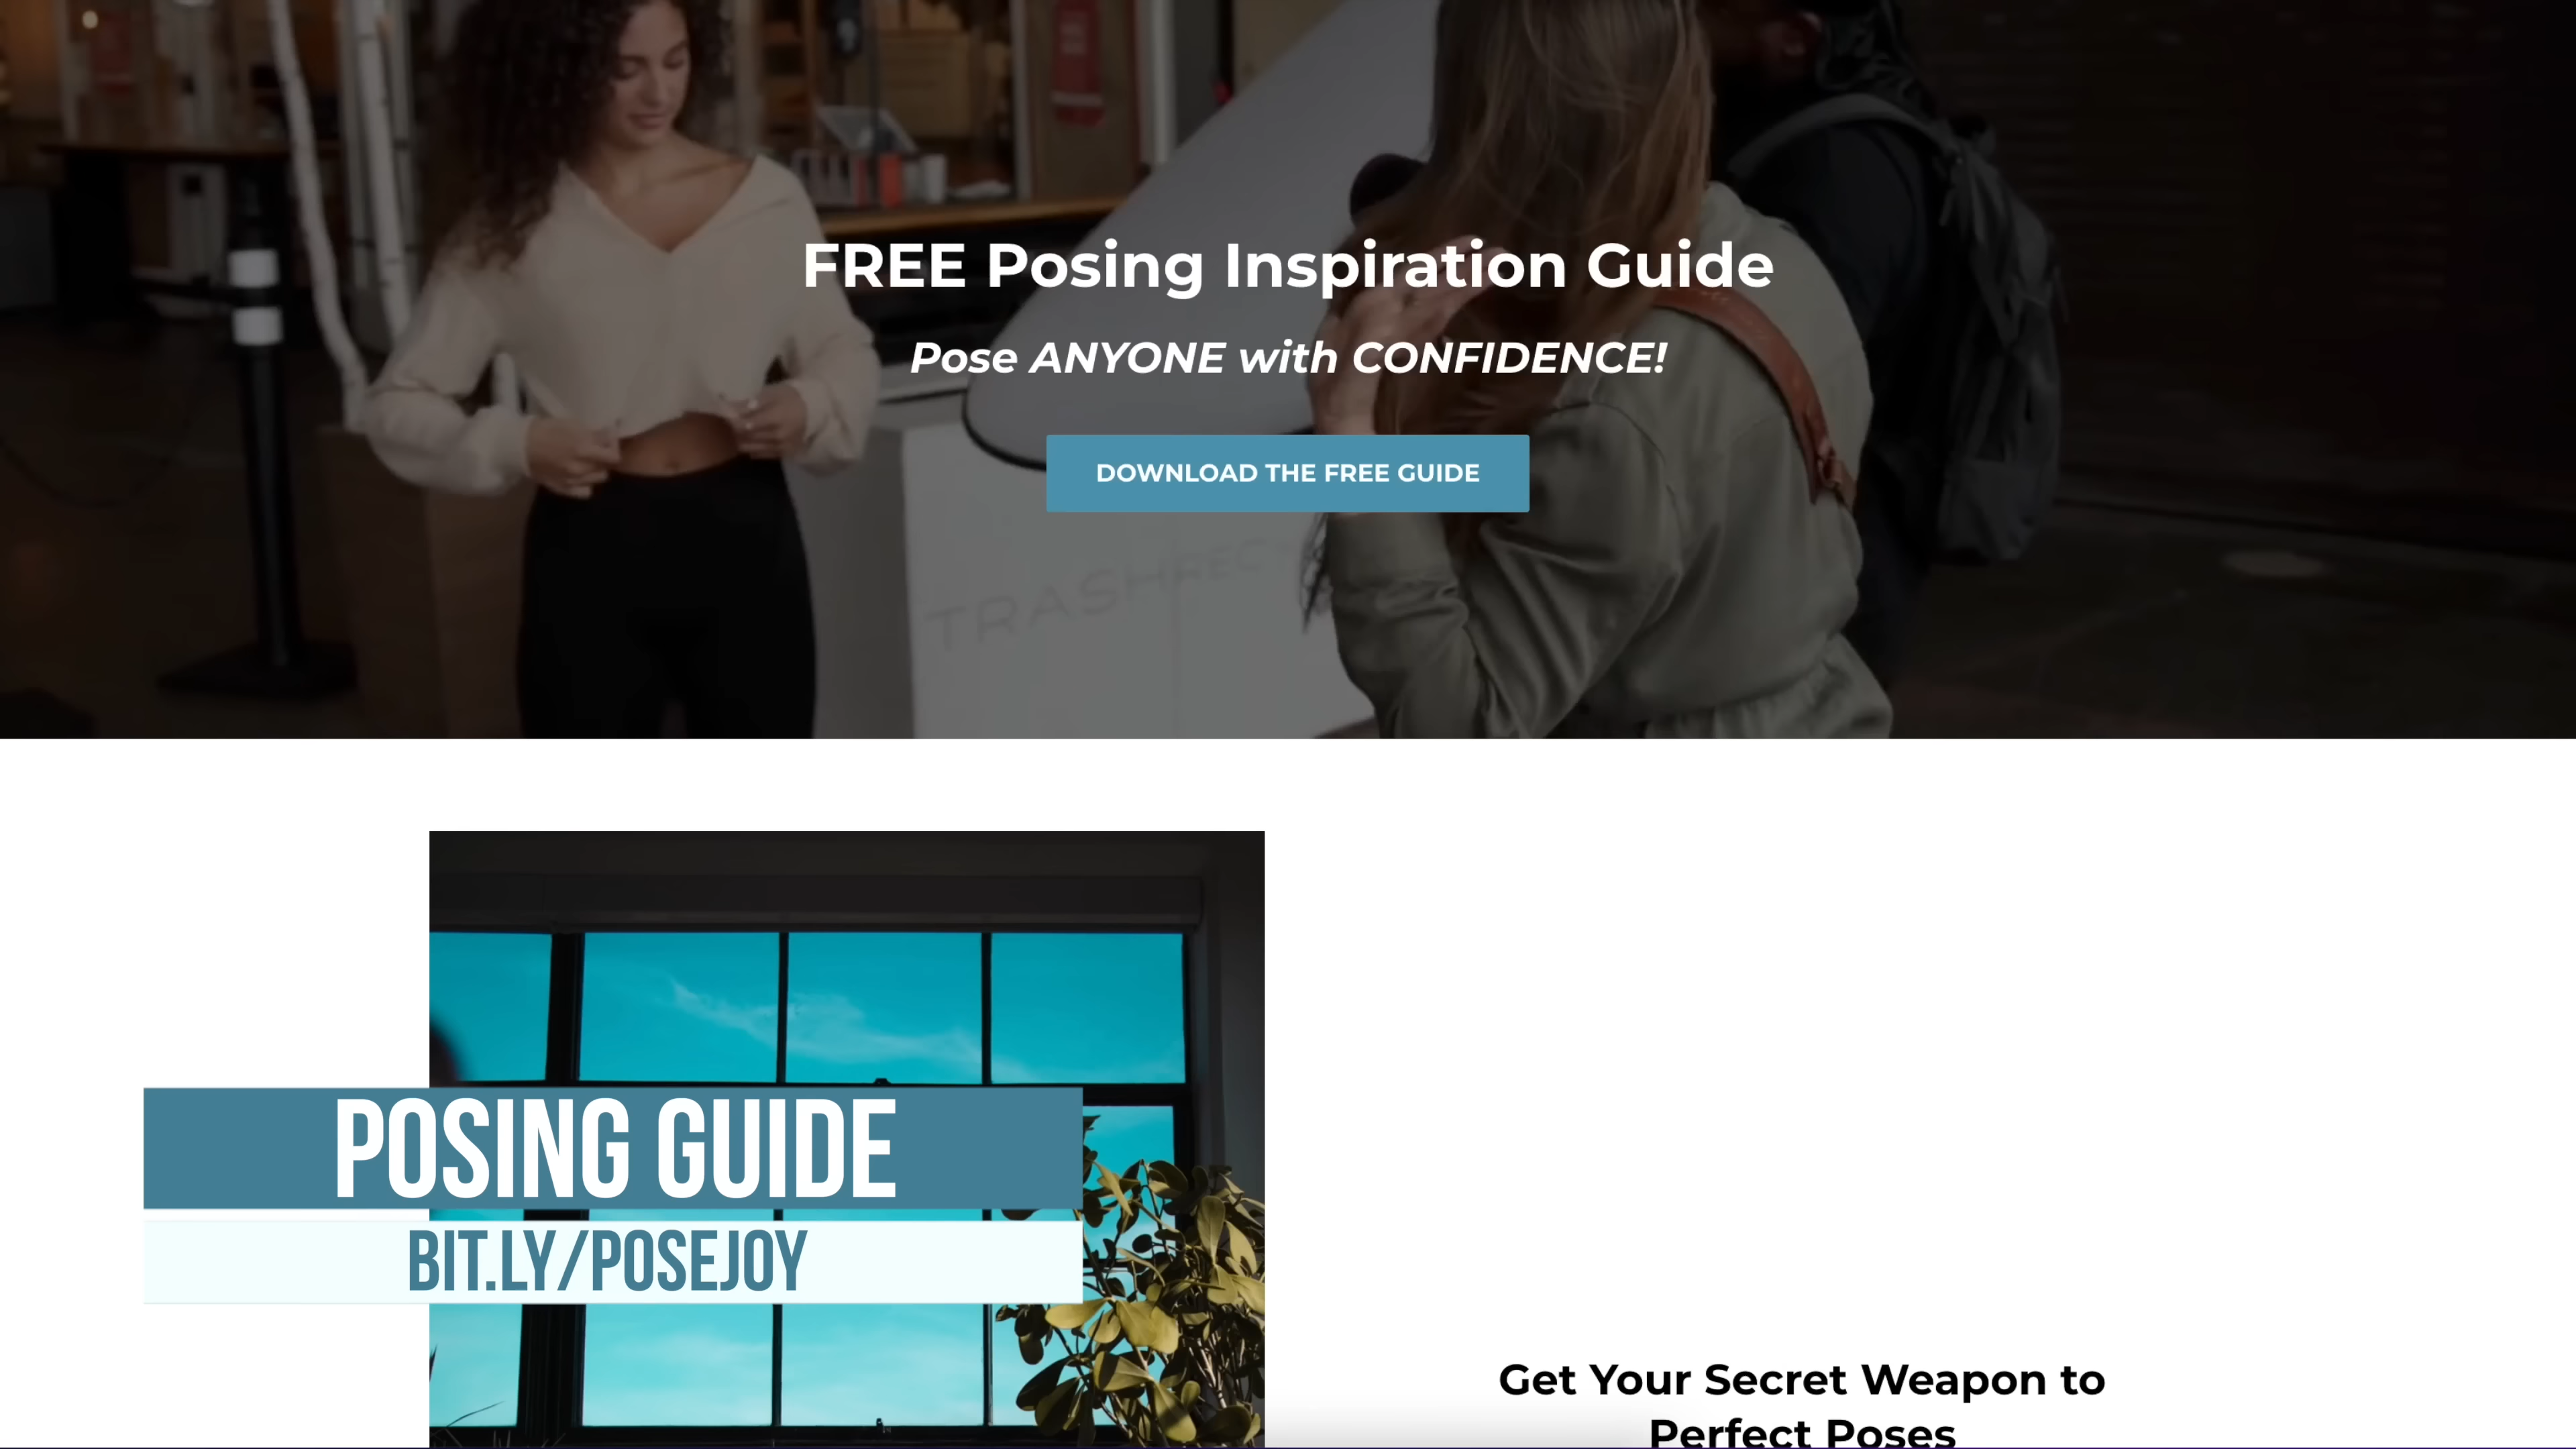 FREE Posing Inspiration Guide
Pose ANYONE with CONFIDENCE!
DOWNLOAD THE FREE GUIDE
TRASH
POSING GUIDE
BIT.LY/POSEJOY
Get Your Secret Weapon to
Perfect Poses